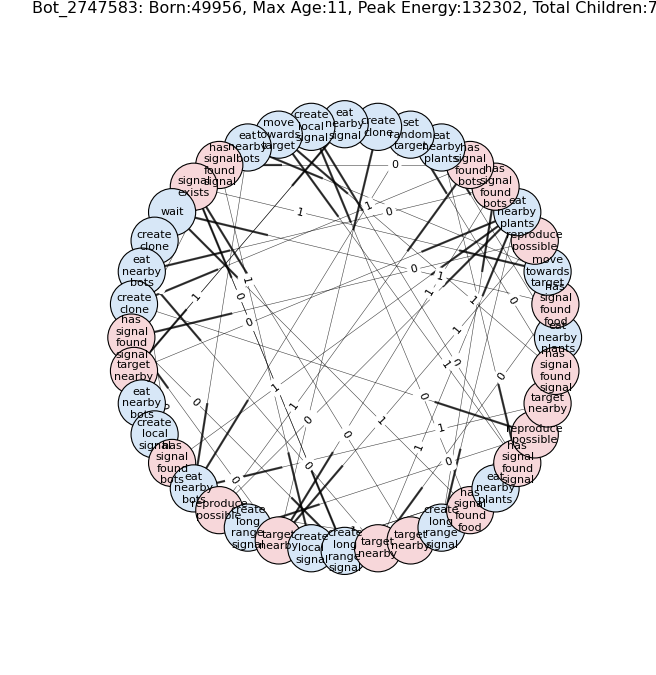 Bot_2747583: Born:49956, Max Age:11, Peak Energy:132302, Total Children:7
eat
nearby
signal
create
clone
set
random
target
eat
nearby
plants
has
signal
found
bots
has
signal
found
bots
eat
nearby
plants
reproduce
possible
move
towards
target
has
signal
found
food
eat
nearby
plants
has
signal
found
signal
target
nearby
reproduce
possible
has
signal
found
signal
eat
nearby
plants
has
signal
found
food
create
long
range
signal
target
nearby
target
nearby
create
long
range
signal
create
local
signal
target
nearby
create
long
range
signal
reproduce
possible
eat
nearby
bots
has
signal
found
bots
create
local
signal
eat
nearby
bots
target
nearby
has
signal
found
signal
create
clone
eat
nearby
bots
create
clone
wait
signal
exists
has
signal
found
signal
eat
nearby
bots
move
towards
target
create
local
signal
0
1
1
0
0
1
1
1
0
1
0
1
0
1
0
1
0
0
1
1
0
0
1
1
0
0
1
1
0
0
0